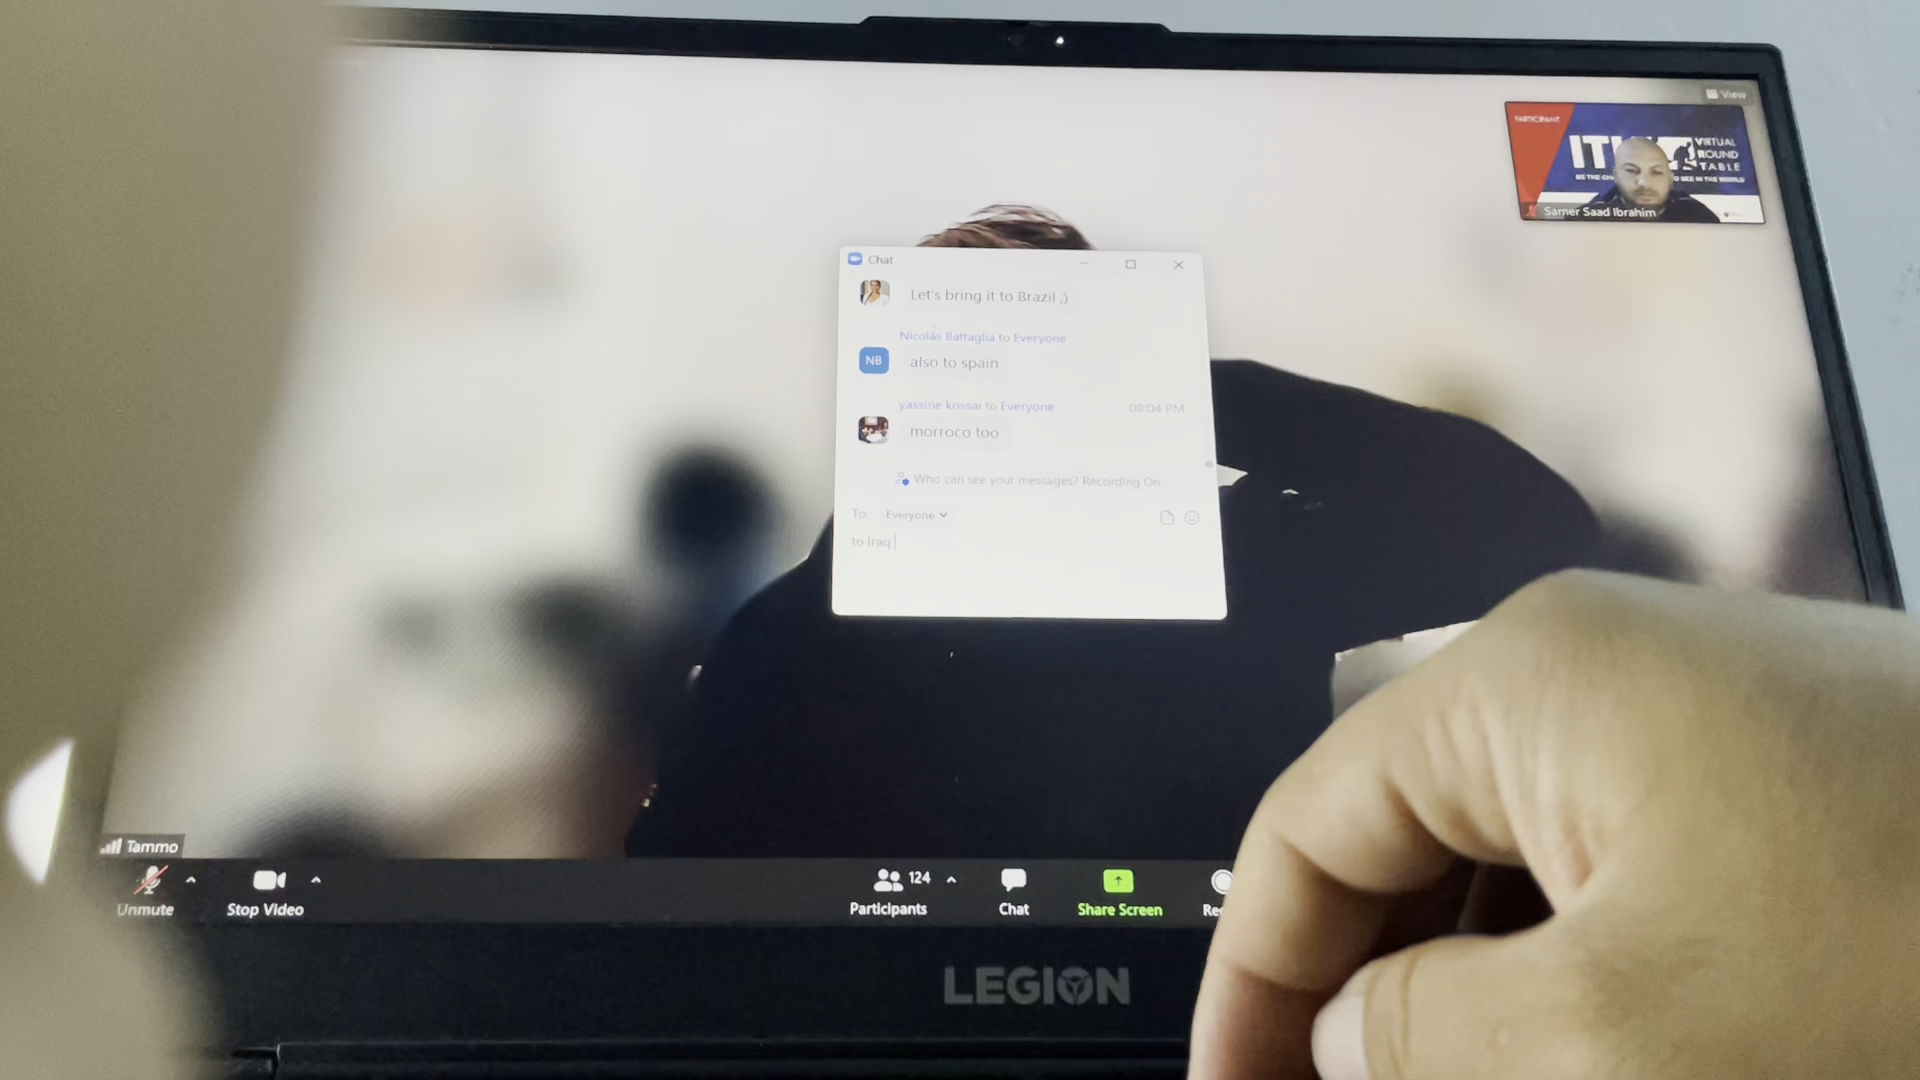 View
PARTICIPANT
VIRTUAL
ROUND
TABLE
Samer Saad Ibrahim
Chat
Let's bring it to Brazil ;)
Nicolás Battaglia to Everyone
NB
also to spain
yassine kossai to Everyone
08:04 PM
morroco too
Who can see your messages? Recording On
To:
Everyone
to Iraq
Tammo
Unmute
Stop Video
124
Participants
Chat
Share Screen
LEGION